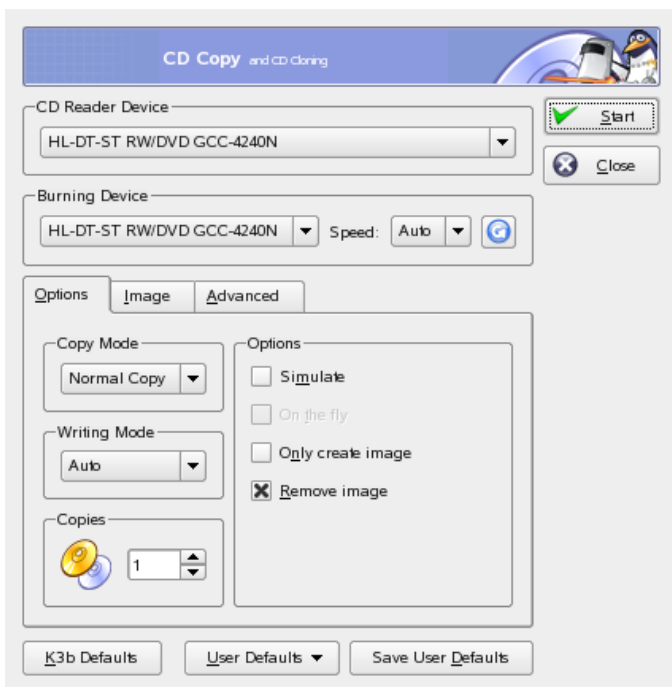 CD Copy and CD Cloning
CD Reader Device
HL-DT-ST RW/DVD GCC-4240N
Start
Close
Burning Device
HL-DT-ST RW/DVD GCC-4240N Speed: Auto
Options Image Advanced
Copy Mode
Normal Copy
Writing Mode
Auto
Copies
1
Options
Simulate
On the fly
Only create image
Remove image
K3b Defaults User Defaults Save User Defaults